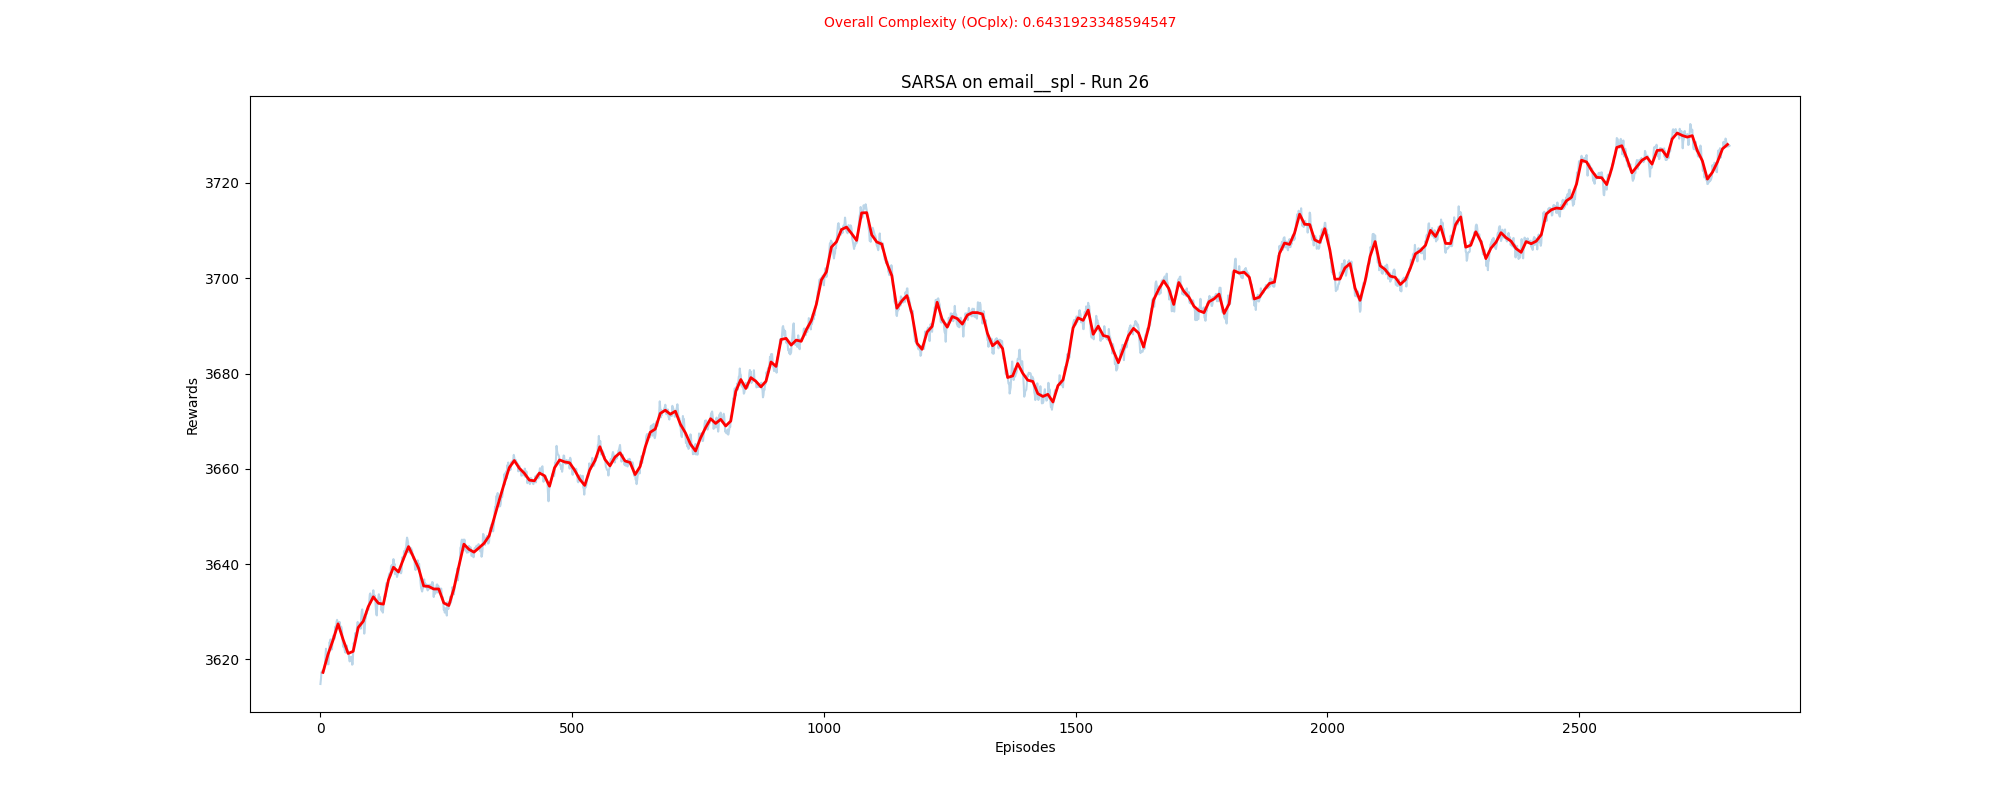 Overall Complexity (OCplx): 0.6431923348594547
SARSA on email__spl - Run 26
3720
3700
3680
3660
3640
3620
Rewards
0 500 1000 1500 2000 2500
Episodes